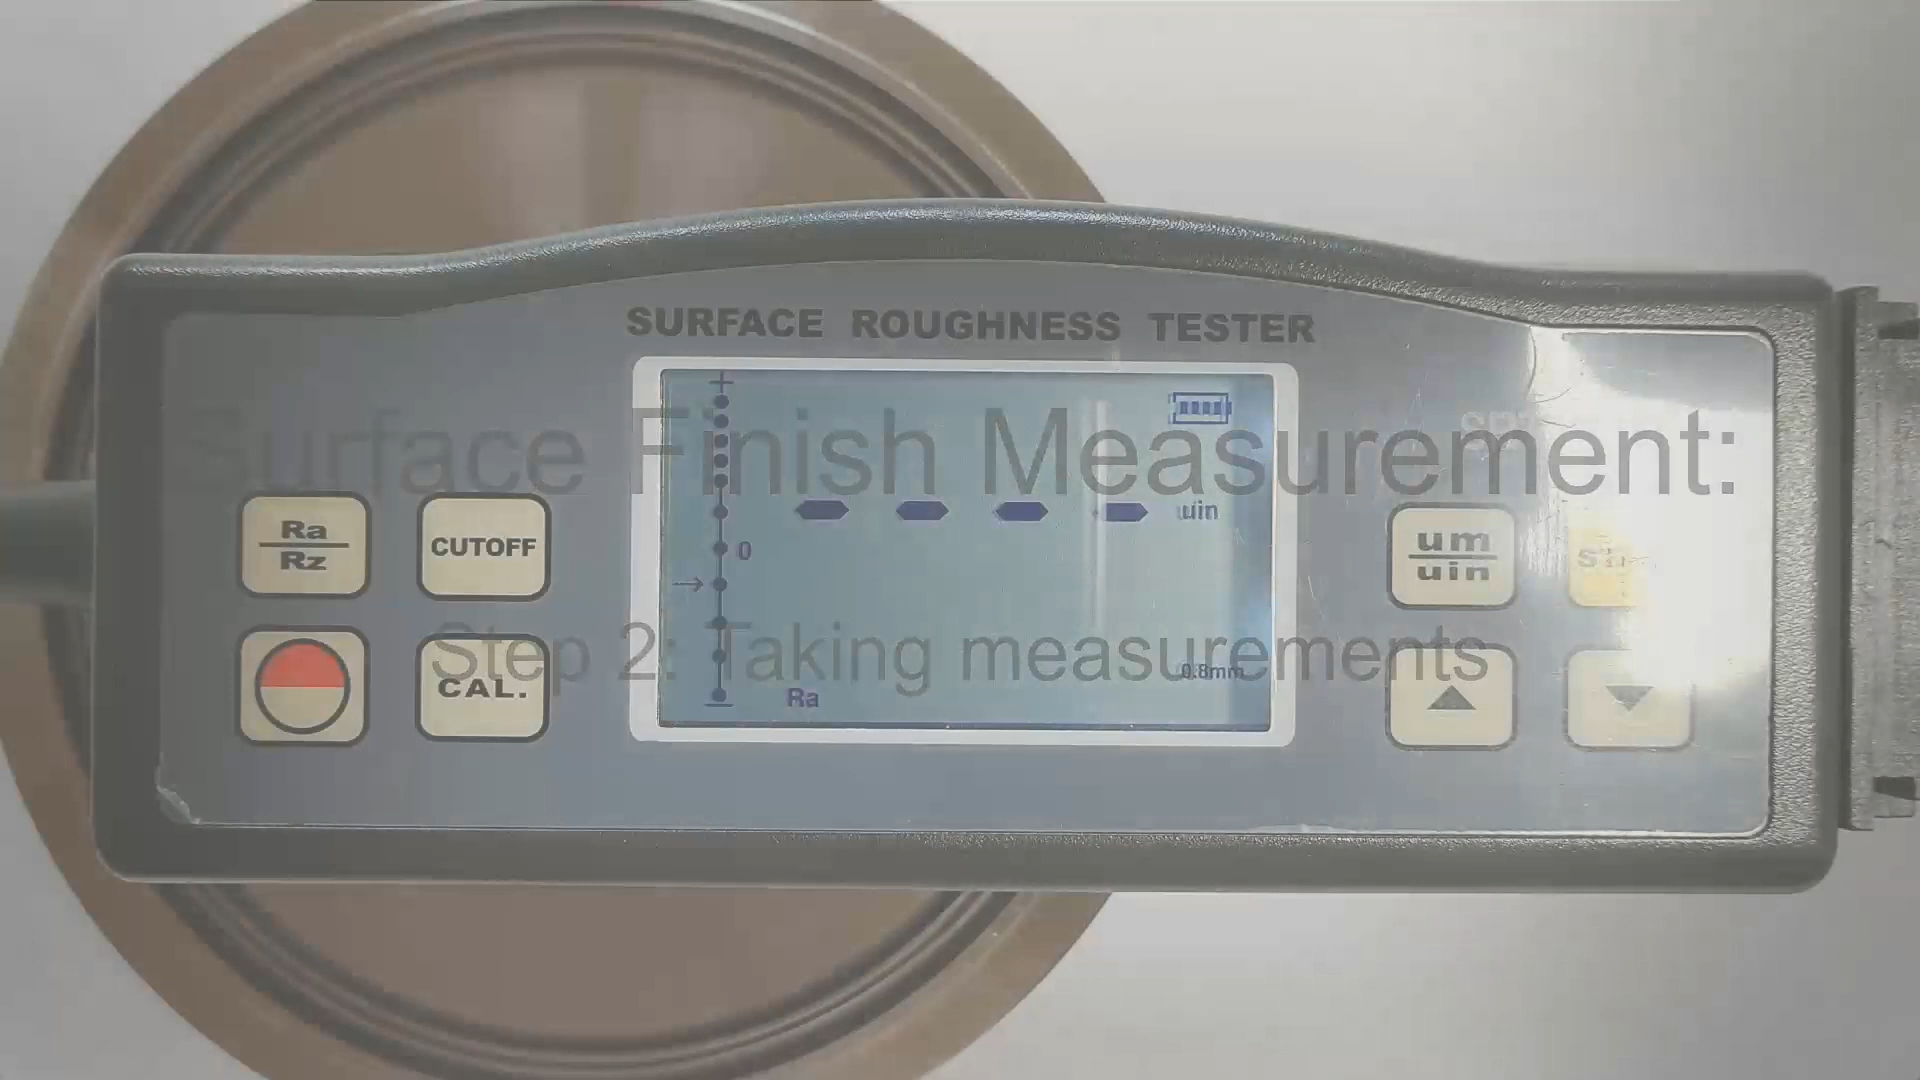 SURFACE ROUGHNESS TESTER
Surface Finish Measurement:
+
uin
Ra
Rz
CUTOFF
0
um
uin
Step 2: Taking measurements
CAL.
0.8mm
Ra